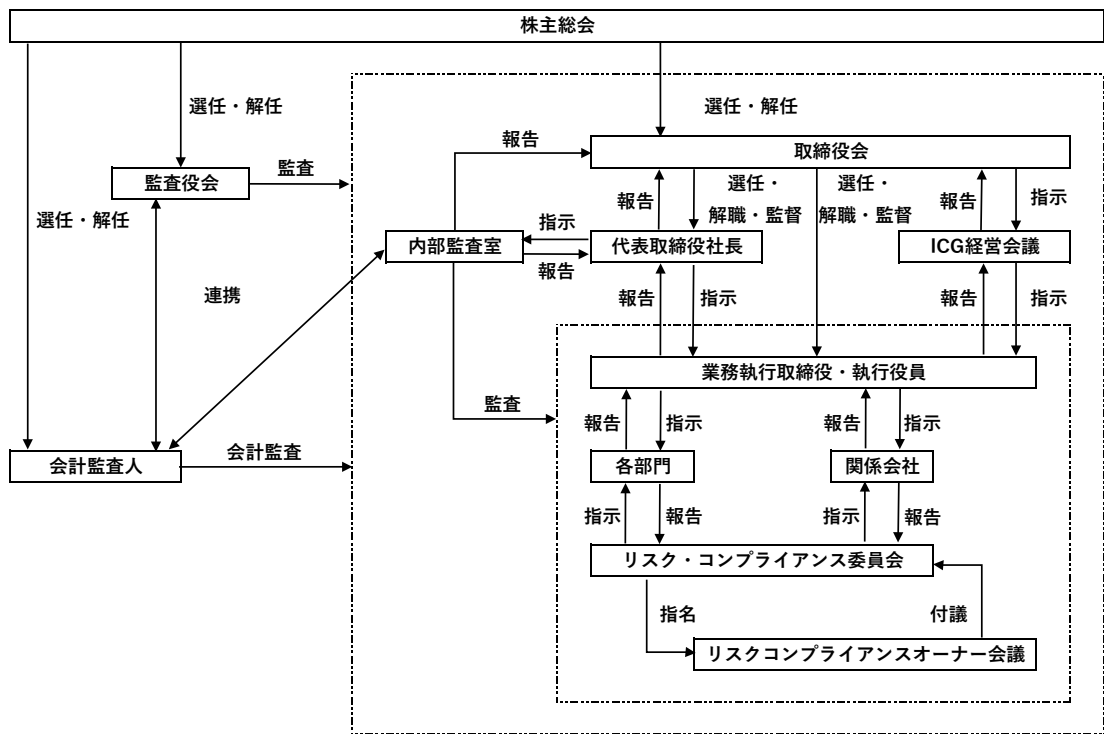 株主総会
選任・解任
選任・解任
報告
取締役会
監査役会
監査
選任・
解職・監督
選任・
解職・監督
報告
報告
指示
選任・解任
指示
内部監査室
代表取締役社長
ICG経営会議
報告
連携
報告
指示
報告
指示
業務執行取締役・執行役員
監査
報告
指示
報告
指示
会計監査人
会計監査
各部門
関係会社
指示
報告
指示
報告
リスク・コンプライアンス委員会
指名
付議
リスクコンプライアンスオーナー会議